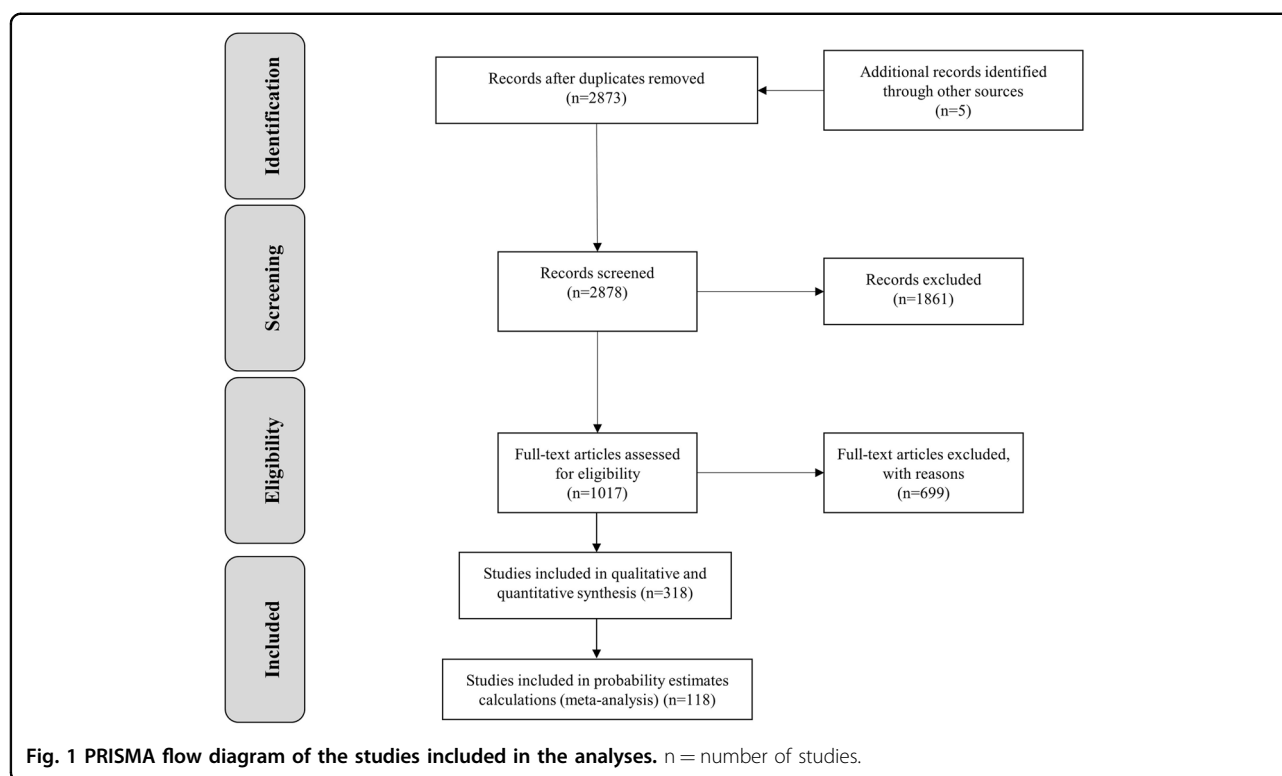 Identification
Records after duplicates removed
(n=2873)
Additional records identified
through other sources
(n=5)
Screening
Records screened
(n=2878)
Records excluded
(n=1861)
Eligibility
Full-text articles assessed
for eligibility
(n=1017)
Full-text articles excluded,
with reasons
(n=699)
Included
Studies included in qualitative and
quantitative synthesis (n=318)
Studies included in probability estimates
calculations (meta-analysis) (n=118)
Fig. 1 PRISMA flow diagram of the studies included in the analyses. n = number of studies.